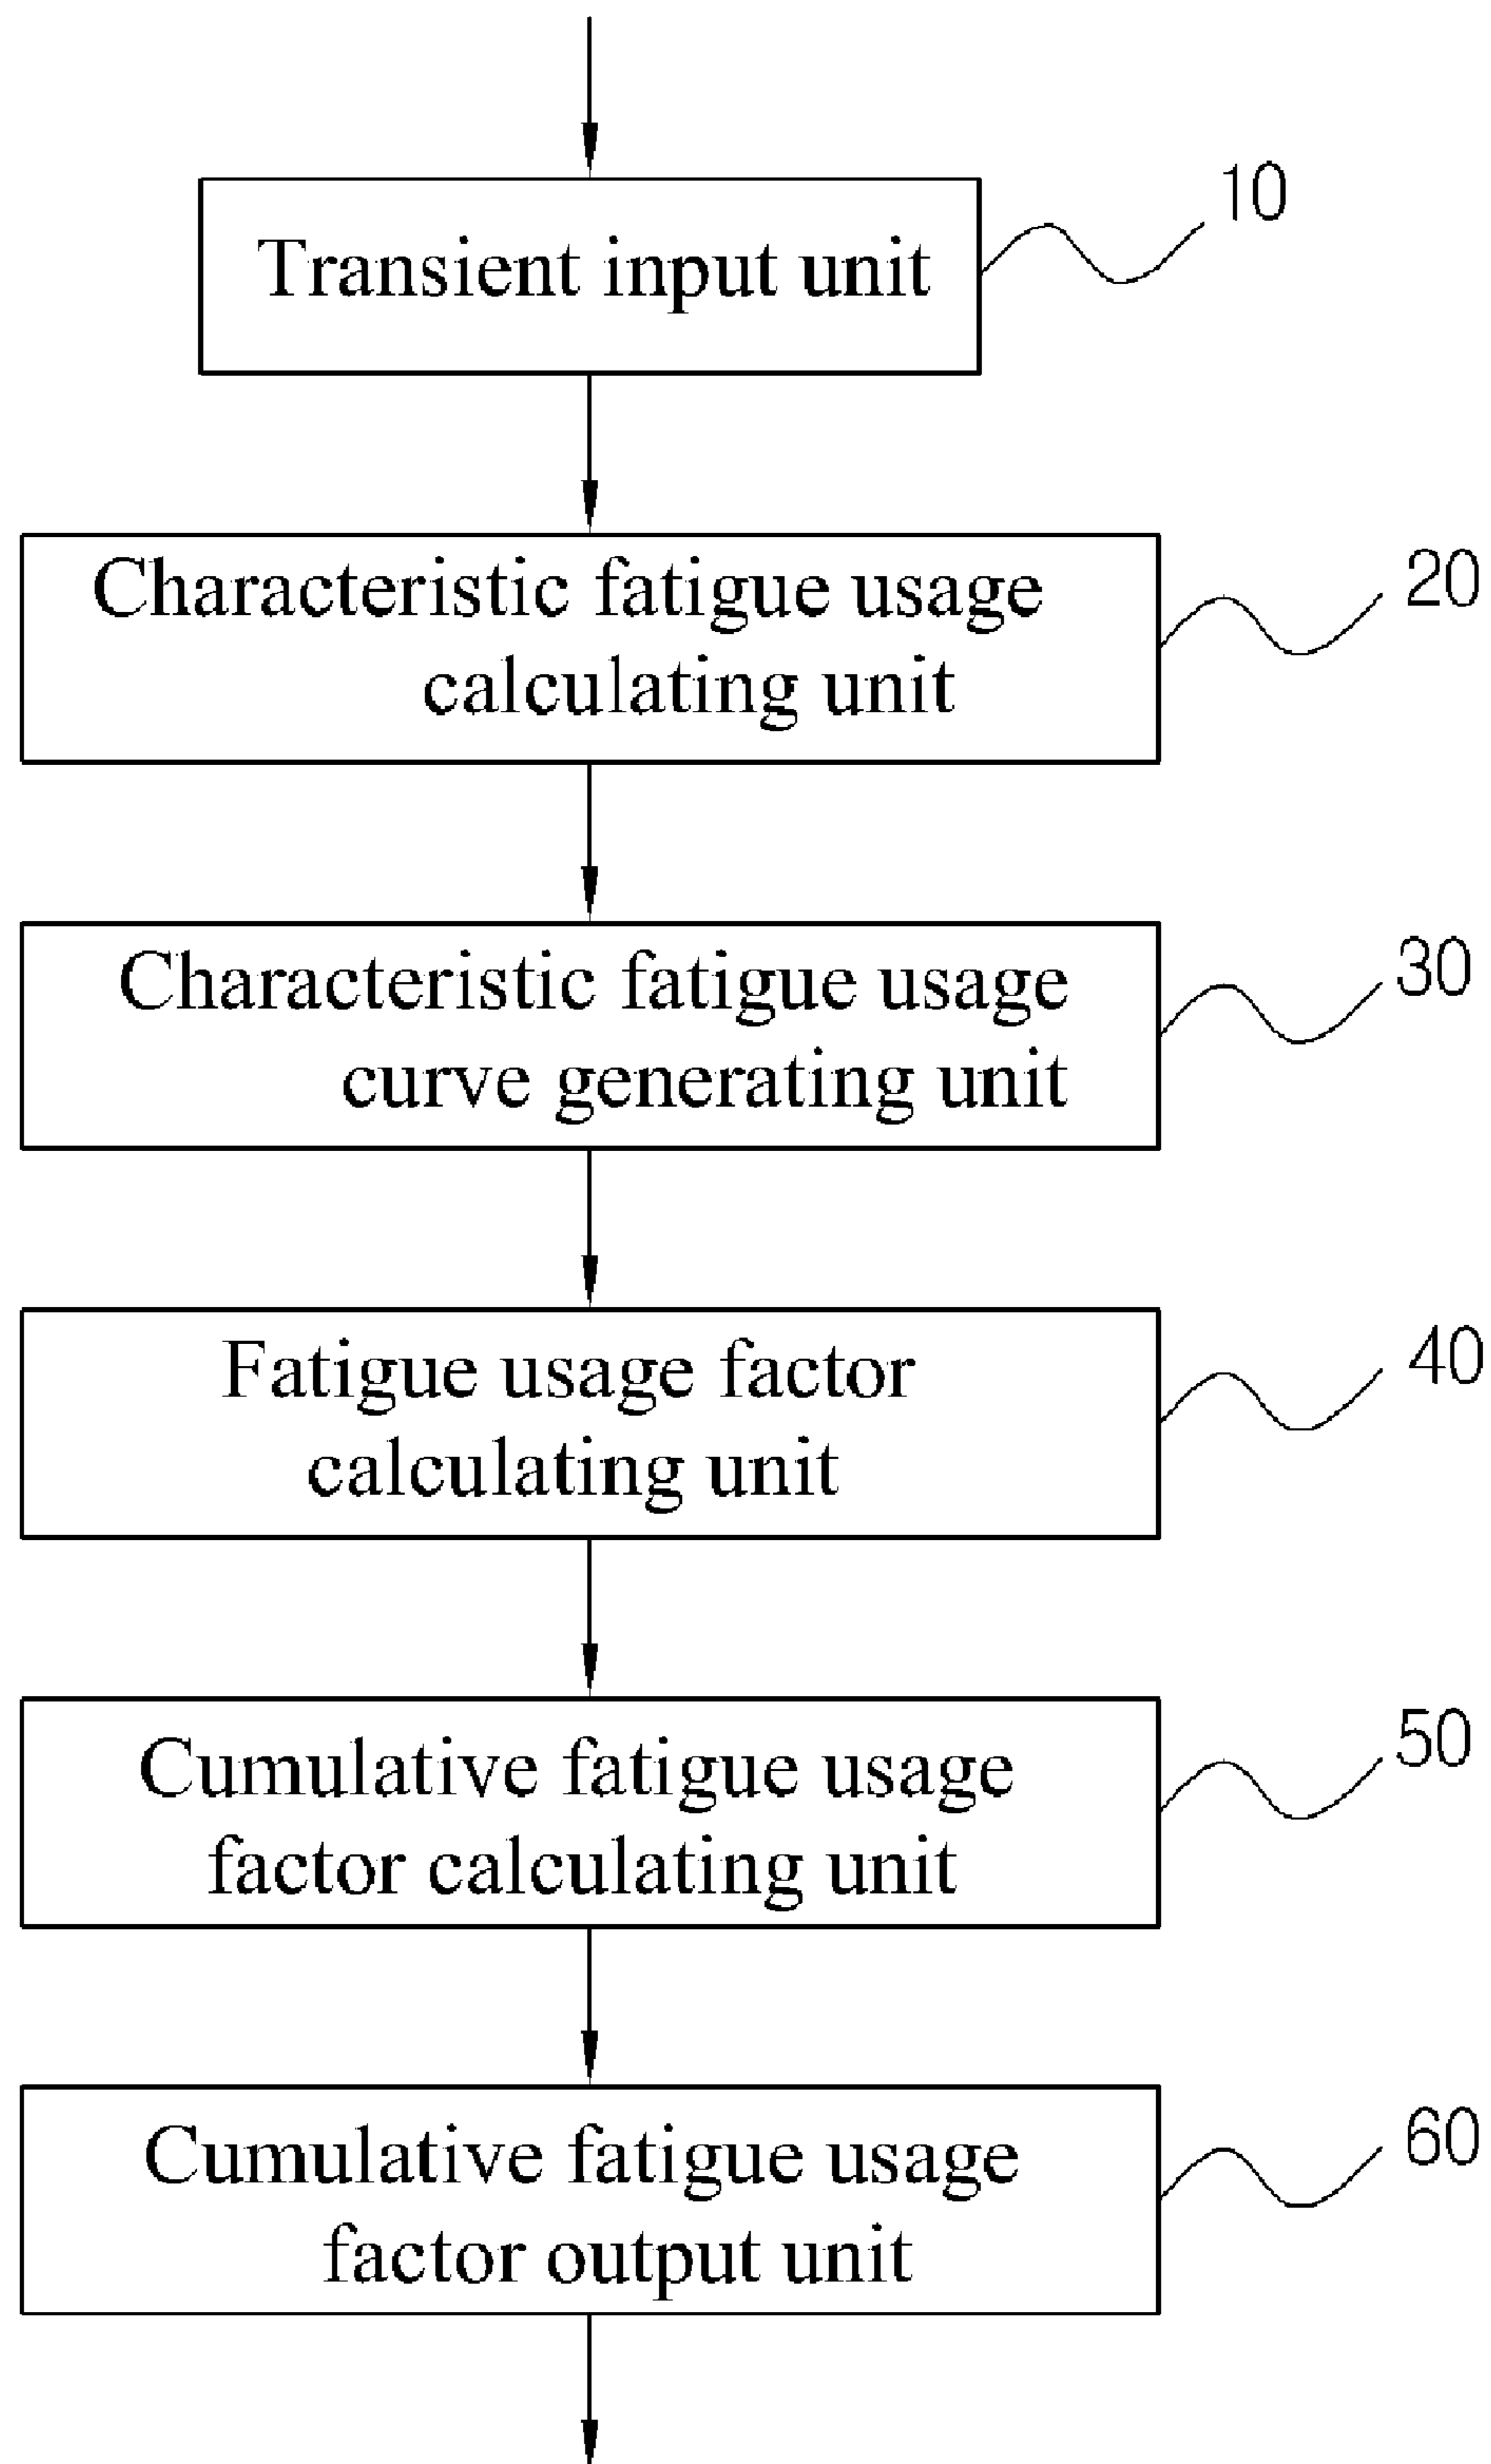 Transient input unit
10
Characteristic fatigue usage
calculating unit
20
Characteristic fatigue usage
curve generating unit
30
Fatigue usage factor
calculating unit
40
Cumulative fatigue usage
factor calculating unit
50
Cumulative fatigue usage
factor output unit
60